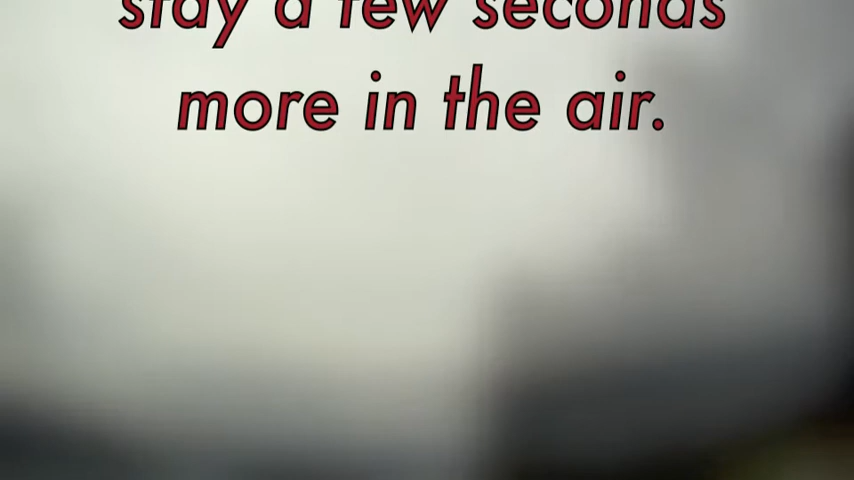 stay a few seconds
more in the air.